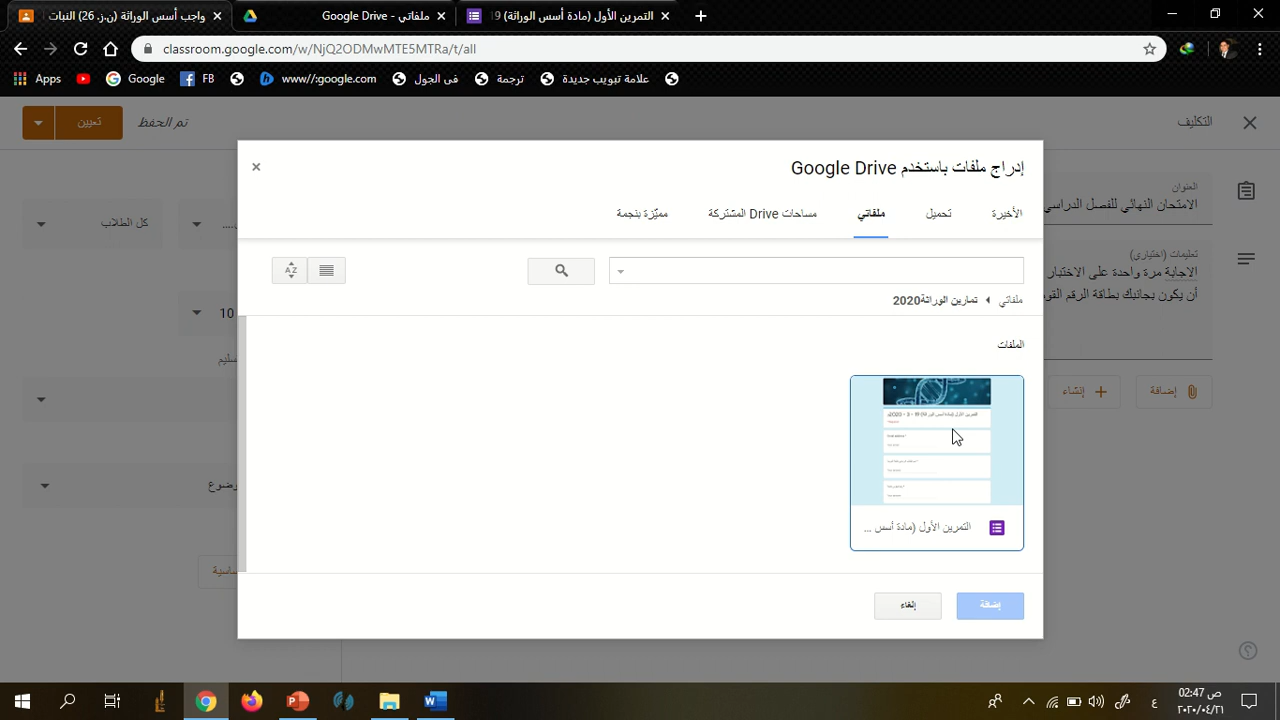 واجب أسس الوراثة (ن.ز. 26) النبات
ملفاتي - Google Drive
التمرين الأول (مادة أسس الوراثة) 19
classroom.google.com/w/NjQ2ODMwMTE5MTRa/t/all
Apps
Google
FB
www//:google.com
في الجول
ترجمة
علامة تبويب جديدة
التكليف
تم الحفظ
تعيين
العنوان
الامتحان النهائي للفصل الدراسي
تعليمات (اختياري)
الاجابة مرة واحدة على الاختبار
أن يكون بجانبك بطاقة الرقم القو
إضافة
إنشاء
كل الطلاب
10
إدراج ملفات باستخدم Google Drive
الأخيرة
تحميل
ملفاتي
مساحات Drive المشتركة
مميّزة بنجمة
ملفاتي
تمارين الوراثة2020
الملفات
التمرين الأول (مادة أسس ...
إضافة
إلغاء
02:47 ص
٢٠٢٠/٠٤/٢١